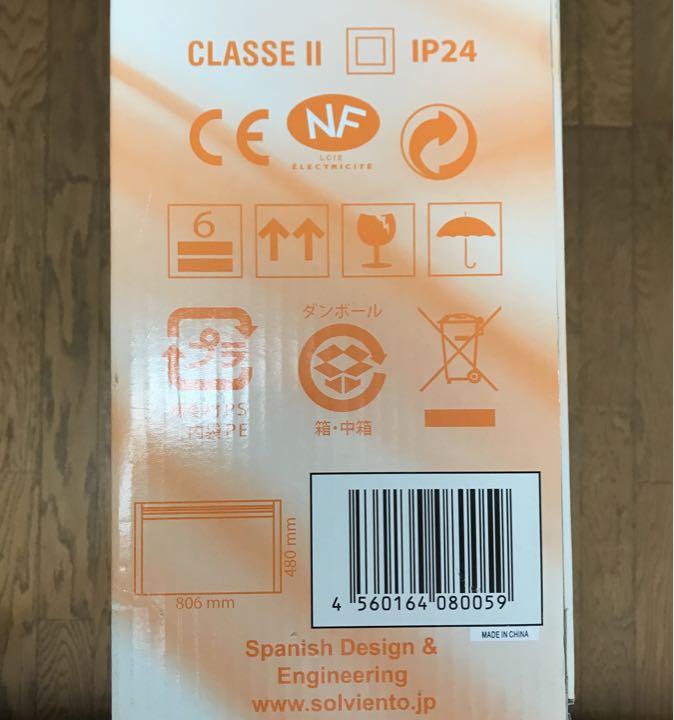 CLASSE II IP24
CE NF
LCIE
ÉLECTRICITÉ
6
ダンボール
プラ
PS
内袋PE
箱・中箱
480 mm
806 mm
4 560164 080059
MADE IN CHINA
Spanish Design &
Engineering
www.solviento.jp